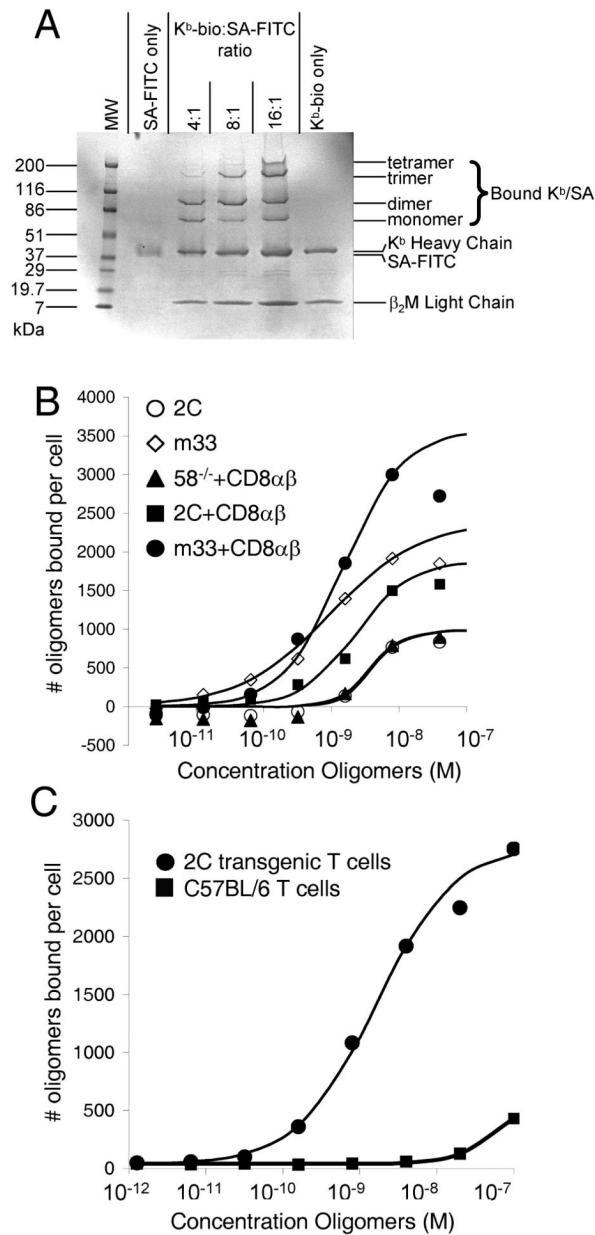 A
MW
SA-FITC only
Kᵇ-bio:SA-FITC
ratio
4:1
8:1
16:1
Kᵇ-bio only
200
116
86
51
37
29
19.7
7
kDa
tetramer
trimer
dimer
monomer
Bound Kᵇ/SA
Kᵇ Heavy Chain
SA-FITC
β₂M Light Chain
B
# oligomers bound per cell
4000
3500
3000
2500
2000
1500
1000
500
0
-500
2C
m33
58⁻/⁻+CD8αβ
2C+CD8αβ
m33+CD8αβ
10⁻¹¹
10⁻¹⁰
10⁻⁹
10⁻⁸
10⁻⁷
Concentration Oligomers (M)
C
# oligomers bound per cell
3000
2500
2000
1500
1000
500
0
2C transgenic T cells
C57BL/6 T cells
10⁻¹²
10⁻¹¹
10⁻¹⁰
10⁻⁹
10⁻⁸
10⁻⁷
Concentration Oligomers (M)